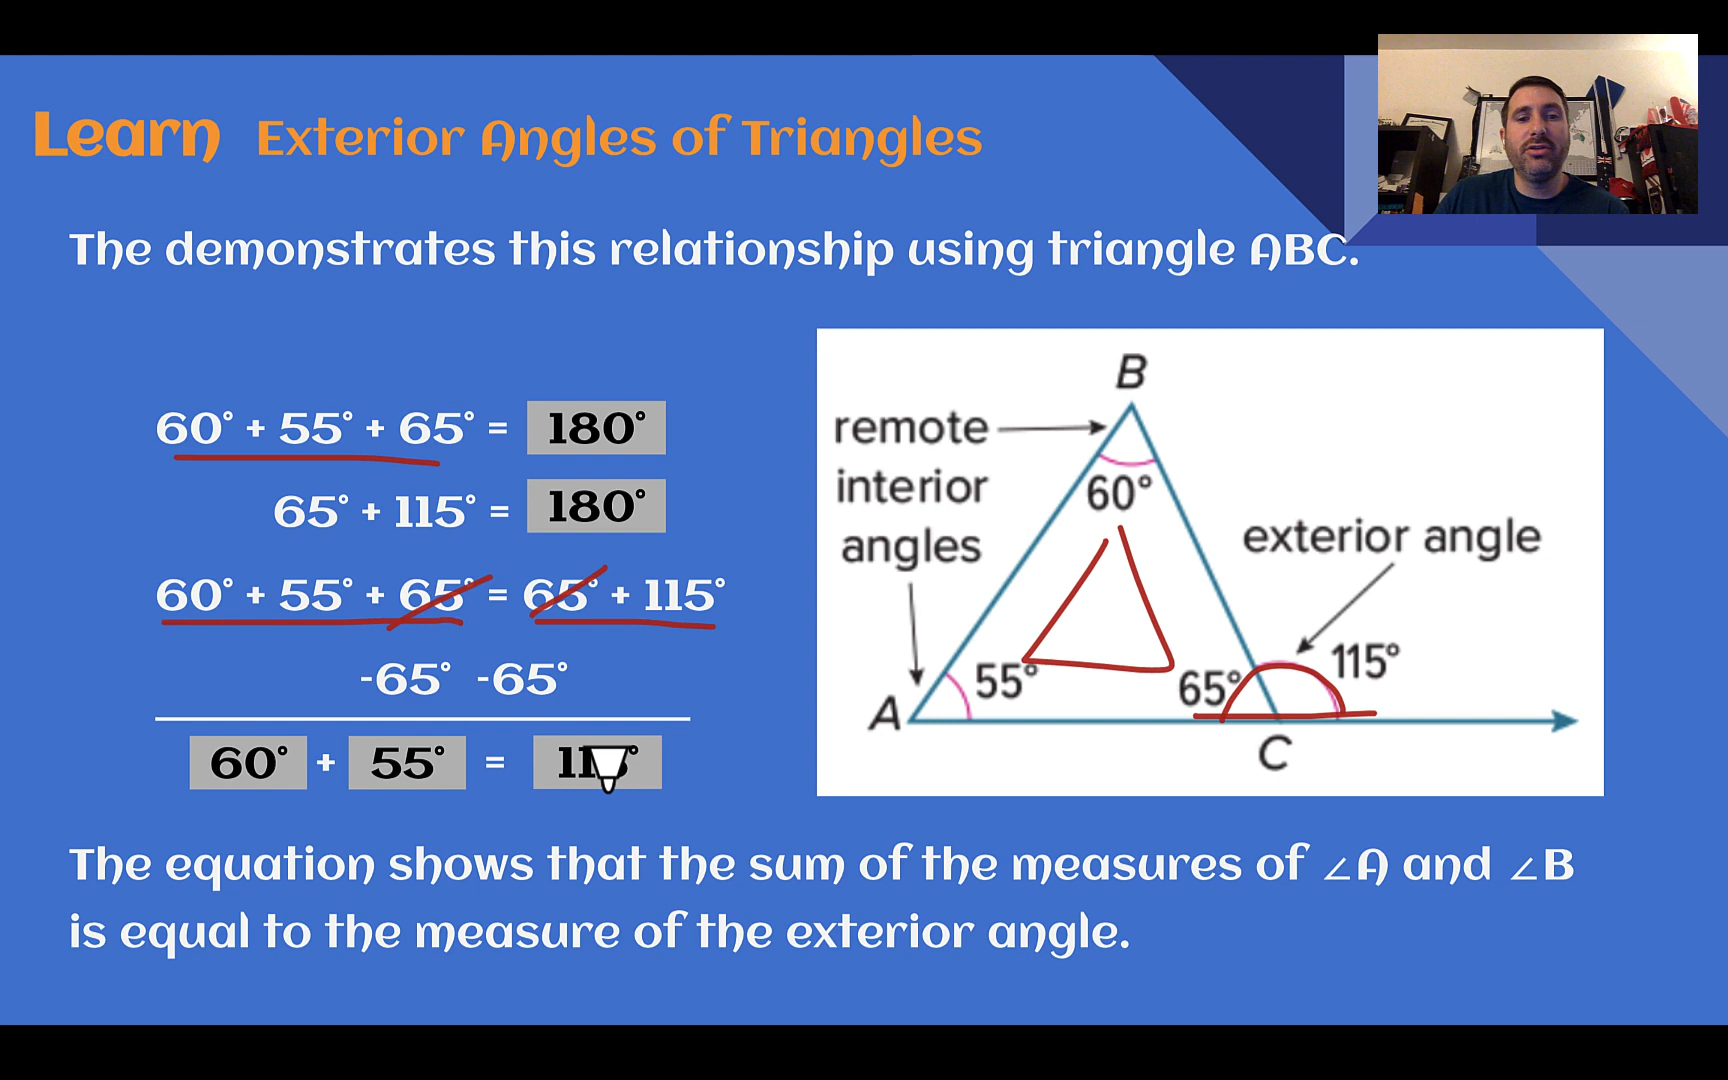 Learn Exterior Angles of Triangles
The demonstrates this relationship using triangle ABC.
60° + 55° + 65° = 180°
65° + 115° = 180°
60° + 55° + 65° = 65° + 115°
-65° -65°
60° + 55° = 115°
B
remote
interior
angles
60°
exterior angle
55°
65°
115°
A
C
The equation shows that the sum of the measures of ∠A and ∠B
is equal to the measure of the exterior angle.